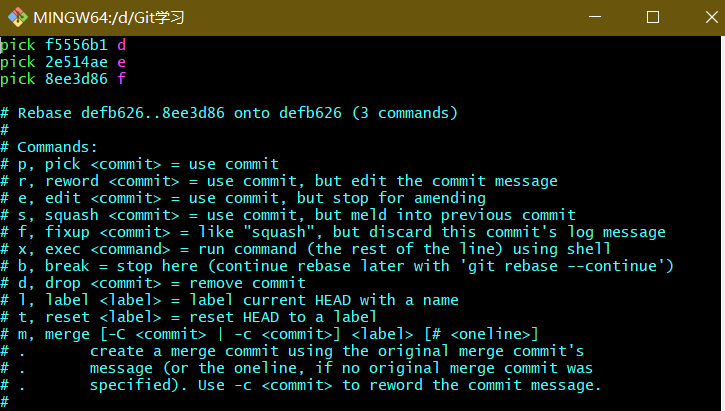 MINGW64:/d/Git学习
pick f5556b1 d
pick 2e514ae e
pick 8ee3d86 f
# Rebase defb626..8ee3d86 onto defb626 (3 commands)
#
# Commands:
# p, pick <commit> = use commit
# r, reword <commit> = use commit, but edit the commit message
# e, edit <commit> = use commit, but stop for amending
# s, squash <commit> = use commit, but meld into previous commit
# f, fixup <commit> = like "squash", but discard this commit's log message
# x, exec <command> = run command (the rest of the line) using shell
# b, break = stop here (continue rebase later with 'git rebase --continue')
# d, drop <commit> = remove commit
# l, label <label> = label current HEAD with a name
# t, reset <label> = reset HEAD to a label
# m, merge [-C <commit> | -c <commit>] <label> [# <oneline>]
# .       create a merge commit using the original merge commit's
# .       message (or the oneline, if no original merge commit was
# .       specified). Use -c <commit> to reword the commit message.
#